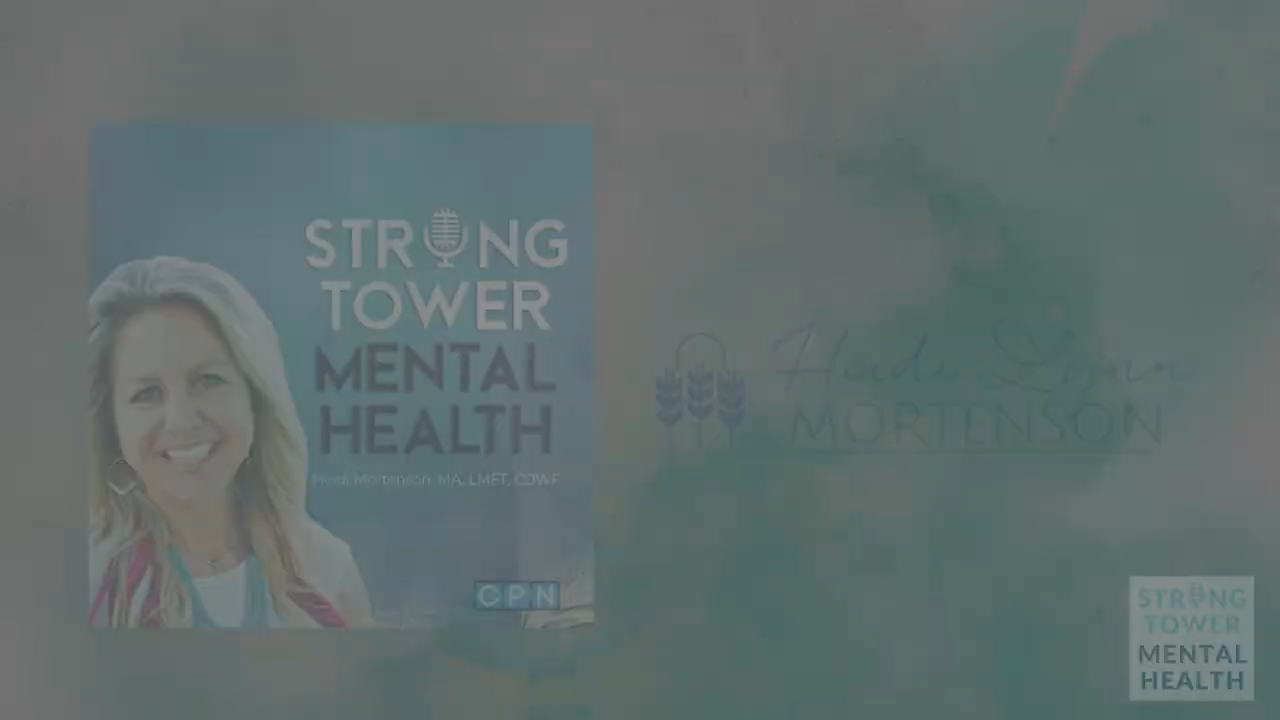 STRONG
TOWER
MENTAL
HEALTH
Heidi Mortenson, MA, LMFT, CDWF
CPN
Heidi Lynn
MORTENSON
STRONG
TOWER
MENTAL
HEALTH